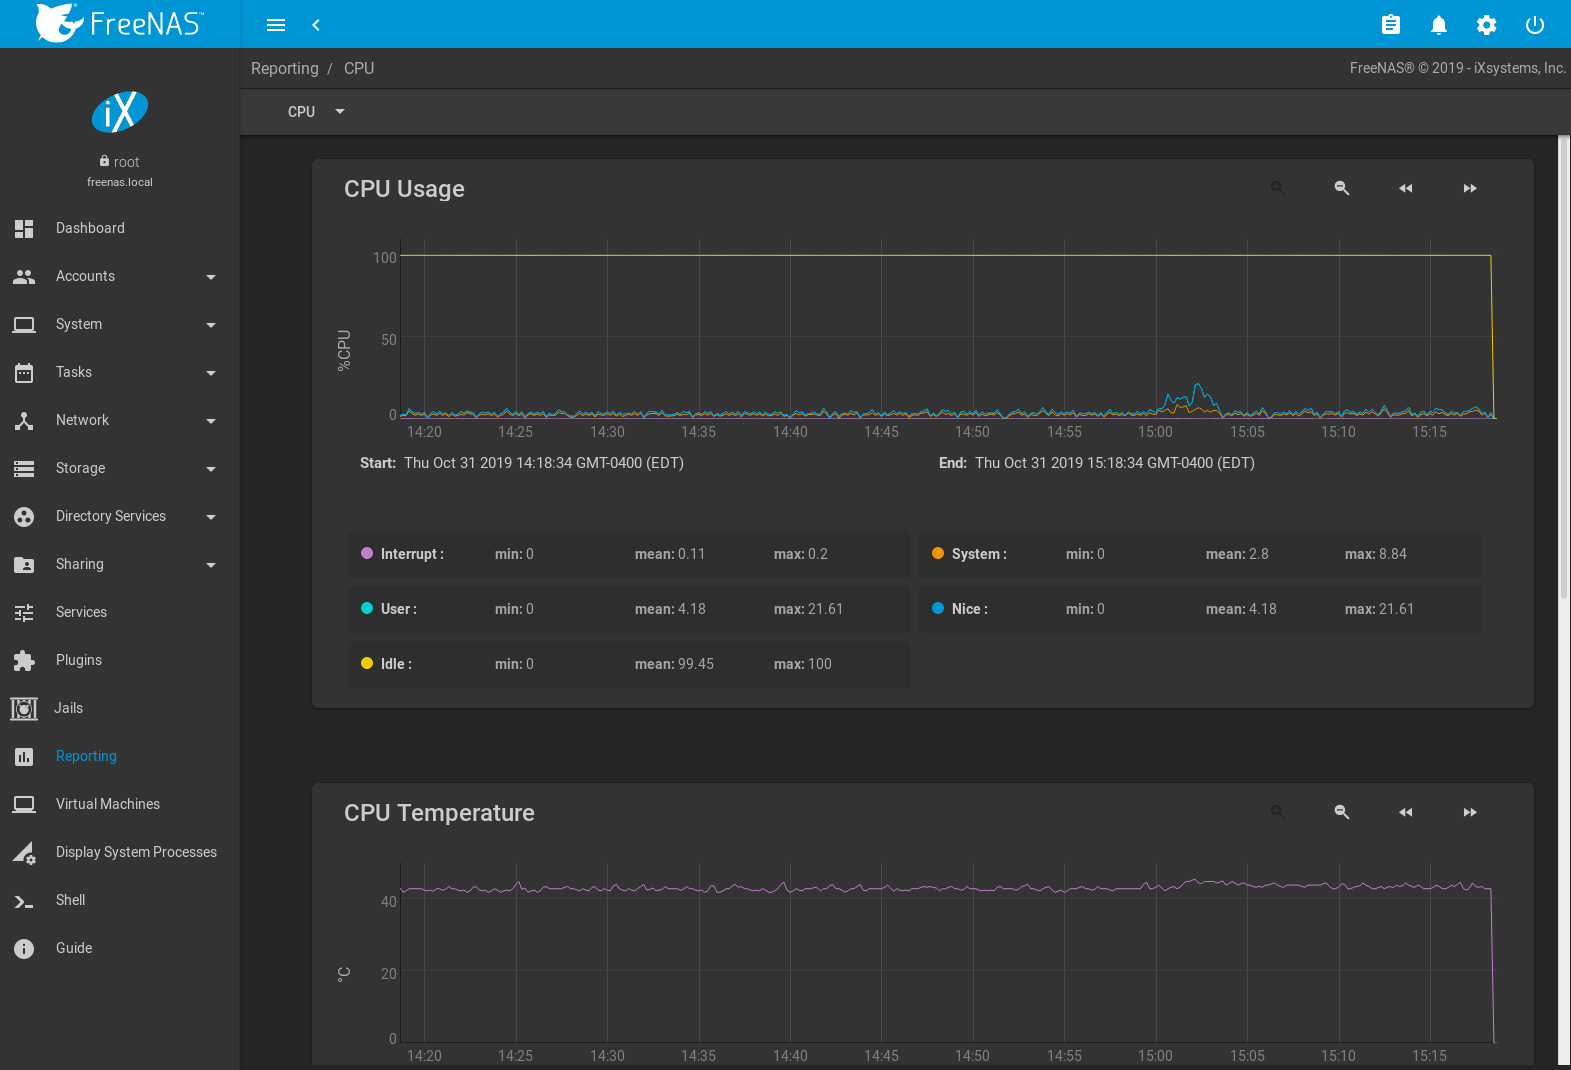 FreeNAS™
Reporting / CPU
FreeNAS® © 2019 - iXsystems, Inc.
CPU
iX
root
freenas.local
Dashboard
Accounts
System
Tasks
Network
Storage
Directory Services
Sharing
Services
Plugins
Jails
Reporting
Virtual Machines
Display System Processes
Shell
Guide
CPU Usage
%CPU
100
50
0
14:20 14:25 14:30 14:35 14:40 14:45 14:50 14:55 15:00 15:05 15:10 15:15
Start: Thu Oct 31 2019 14:18:34 GMT-0400 (EDT)
End: Thu Oct 31 2019 15:18:34 GMT-0400 (EDT)
Interrupt : min: 0 mean: 0.11 max: 0.2
System : min: 0 mean: 2.8 max: 8.84
User : min: 0 mean: 4.18 max: 21.61
Nice : min: 0 mean: 4.18 max: 21.61
Idle : min: 0 mean: 99.45 max: 100
CPU Temperature
°C
40
20
0
14:20 14:25 14:30 14:35 14:40 14:45 14:50 14:55 15:00 15:05 15:10 15:15